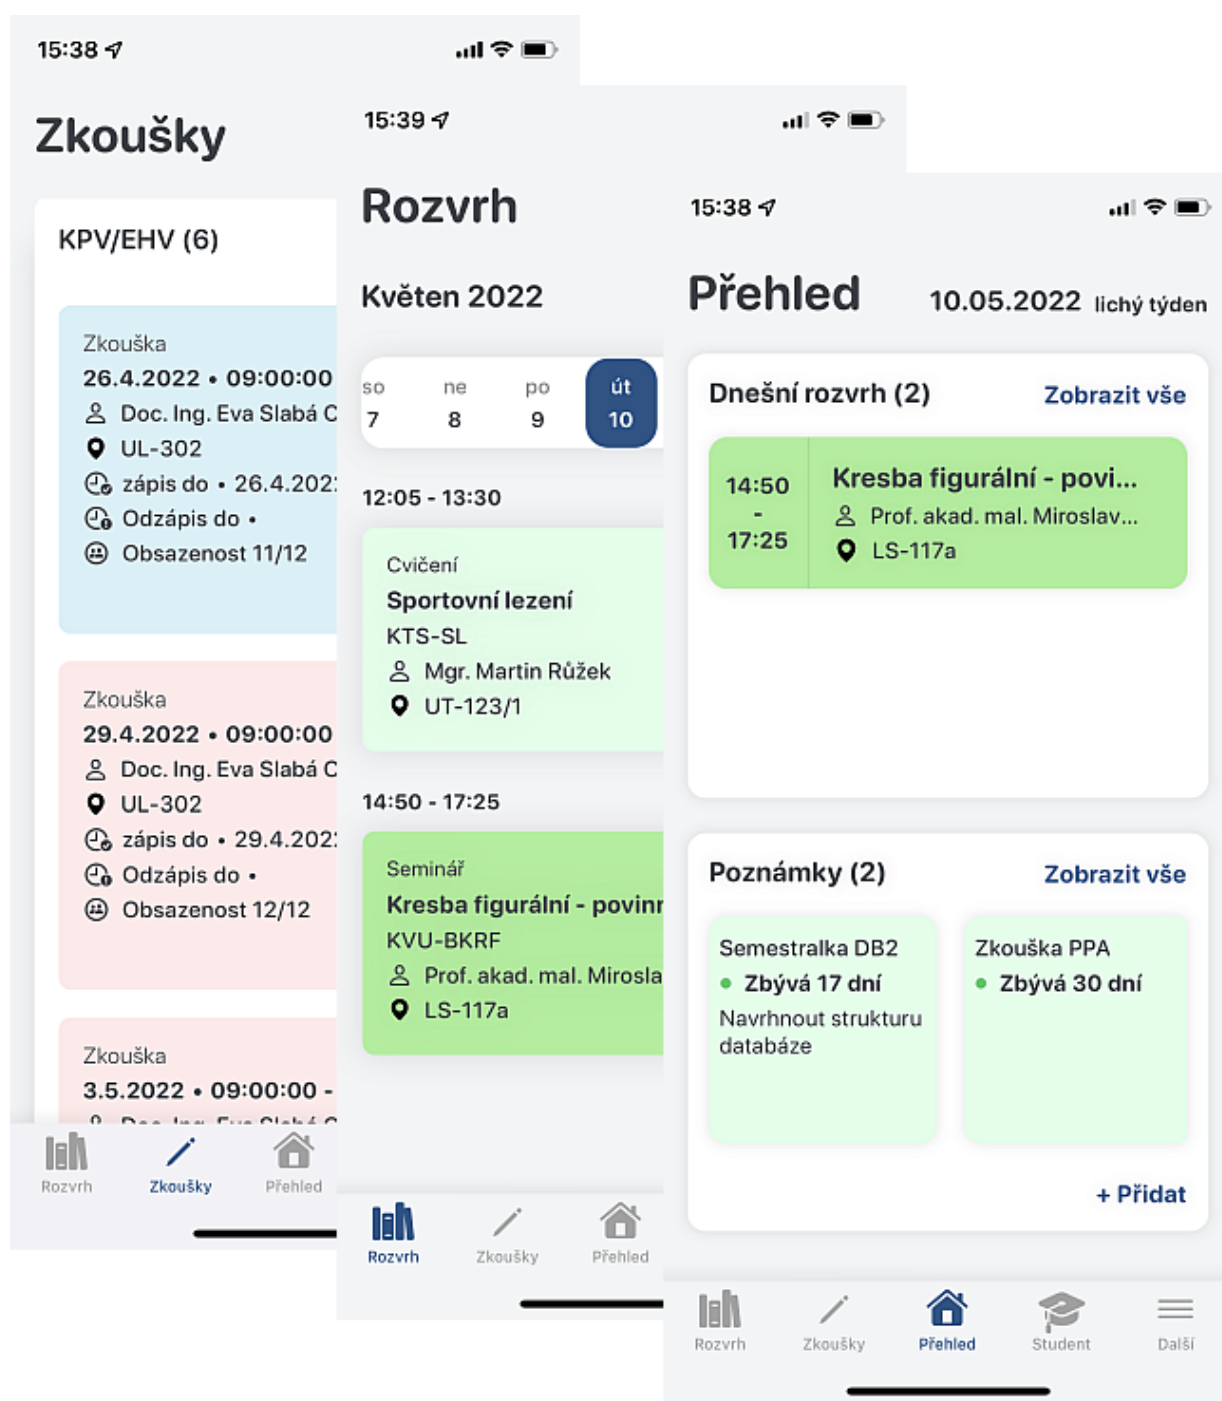 15:38
Zkoušky
KPV/EHV (6)
Zkouška
26.4.2022 • 09:00:00
Doc. Ing. Eva Slabá
UL-302
zápis do • 26.4.202
Odzápis do •
Obsazenost 11/12
Zkouška
29.4.2022 • 09:00:00
Doc. Ing. Eva Slabá
UL-302
zápis do • 29.4.202
Odzápis do •
Obsazenost 12/12
Zkouška
3.5.2022 • 09:00:00 -
Doc. Ing. Eva Slabá
Rozvrh
Zkoušky
Přehled
15:39
Rozvrh
Květen 2022
so ne po út
7 8 9 10
12:05 - 13:30
Cvičení
Sportovní lezení
KTS-SL
Mgr. Martin Růžek
UT-123/1
14:50 - 17:25
Seminář
Kresba figurální - povinn
KVU-BKRF
Prof. akad. mal. Mirosla
LS-117a
Rozvrh
Zkoušky
Přehled
15:38
Přehled 10.05.2022 lichý týden
Dnešní rozvrh (2) Zobrazit vše
14:50
-
17:25
Kresba figurální - povi...
Prof. akad. mal. Miroslav...
LS-117a
Poznámky (2) Zobrazit vše
Semestralka DB2
• Zbývá 17 dní
Navrhnout strukturu
databáze
Zkouška PPA
• Zbývá 30 dní
+ Přidat
Rozvrh
Zkoušky
Přehled
Student
Další